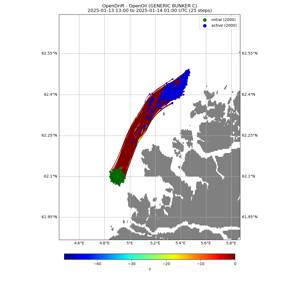 OpenDrift - OpenOil (GENERIC BUNKER C)
2025-01-13 13:00 to 2025-01-14 01:00 UTC (25 steps)
initial (2000)
active (2000)
62.55°N 62.55°N
62.4°N 62.4°N
62.25°N 62.25°N
62.1°N 62.1°N
61.95°N 61.95°N
4.6°E 4.8°E 5°E 5.2°E 5.4°E 5.6°E 5.8°E
−40 −30 −20 −10 0
z